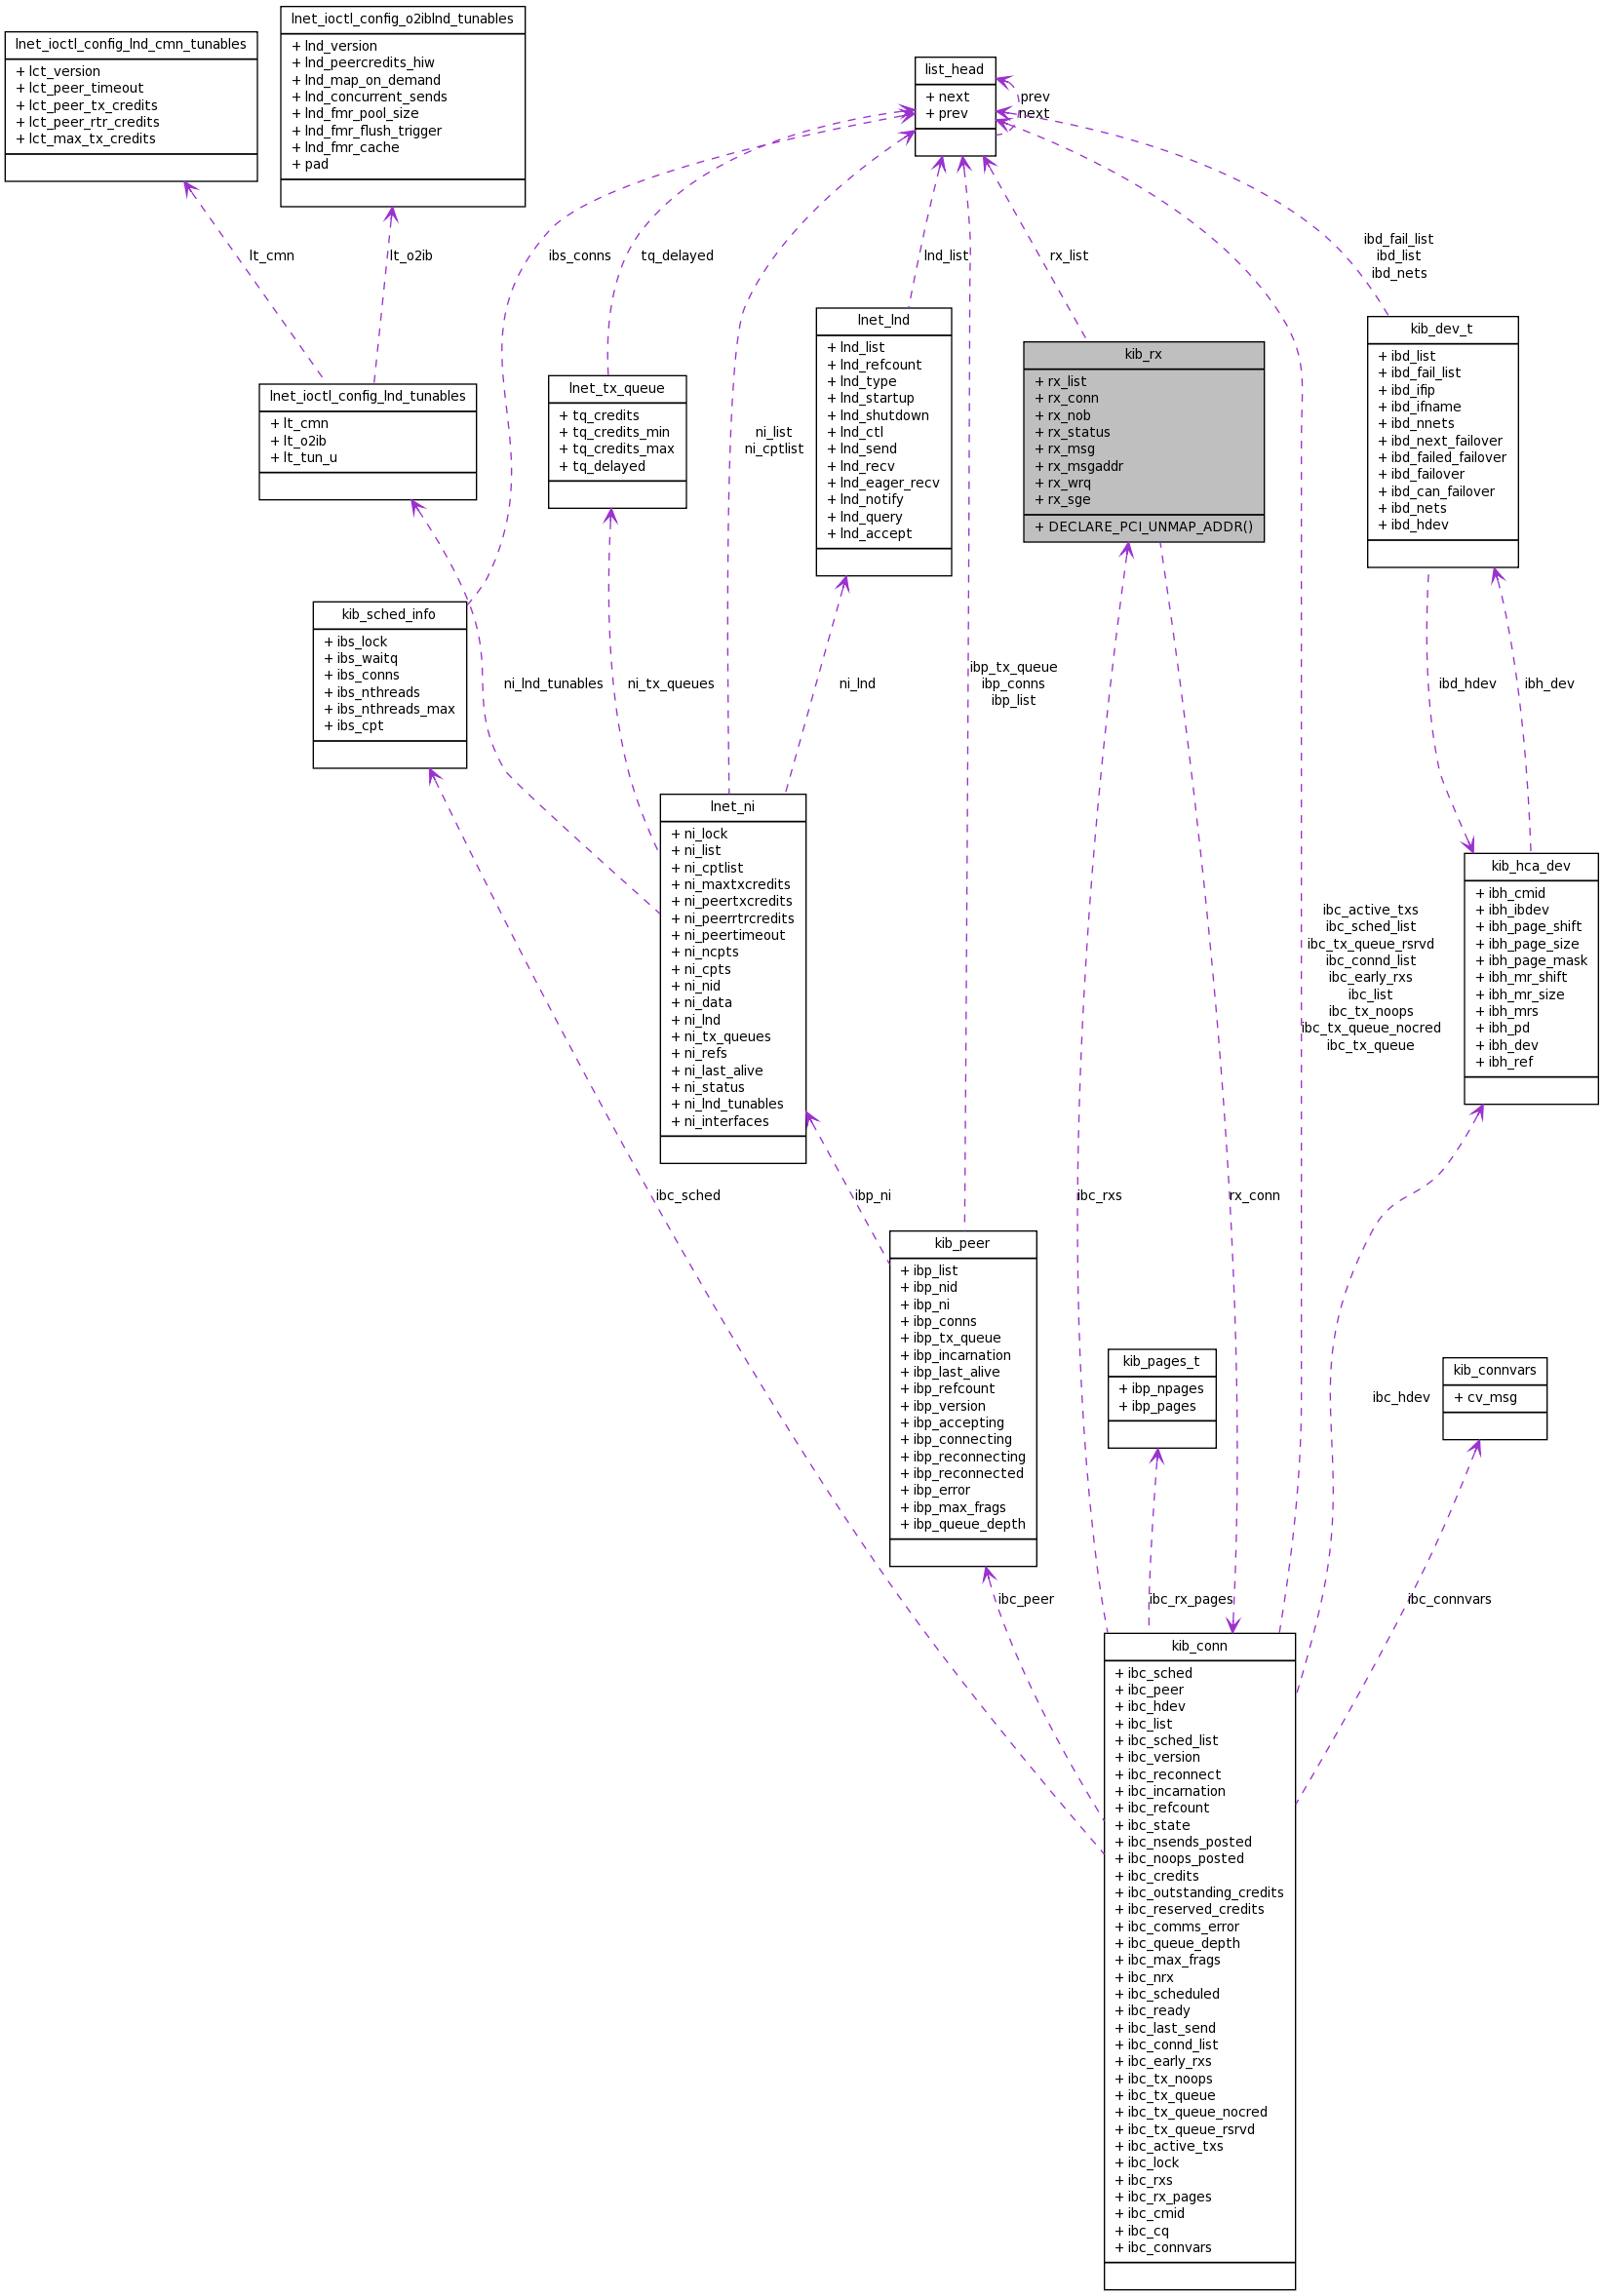 lnet_ioctl_config_o2iblnd_tunables
+ lnd_version
+ lnd_peercredits_hiw
+ lnd_map_on_demand
+ lnd_concurrent_sends
+ lnd_fmr_pool_size
+ lnd_fmr_flush_trigger
+ lnd_fmr_cache
+ pad
lnet_ioctl_config_lnd_cmn_tunables
+ lct_version
+ lct_peer_timeout
+ lct_peer_tx_credits
+ lct_peer_rtr_credits
+ lct_max_tx_credits
list_head
+ next
+ prev
prev
next
lt_cmn
lt_o2ib
ibs_conns
tq_delayed
lnd_list
rx_list
ibd_fail_list
ibd_list
ibd_nets
lnet_ioctl_config_lnd_tunables
+ lt_cmn
+ lt_o2ib
+ lt_tun_u
lnet_tx_queue
+ tq_credits
+ tq_credits_min
+ tq_credits_max
+ tq_delayed
ni_list
ni_cptlist
lnet_lnd
+ lnd_list
+ lnd_refcount
+ lnd_type
+ lnd_startup
+ lnd_shutdown
+ lnd_ctl
+ lnd_send
+ lnd_recv
+ lnd_eager_recv
+ lnd_notify
+ lnd_query
+ lnd_accept
kib_rx
+ rx_list
+ rx_conn
+ rx_nob
+ rx_status
+ rx_msg
+ rx_msgaddr
+ rx_wrq
+ rx_sge
+ DECLARE_PCI_UNMAP_ADDR()
kib_dev_t
+ ibd_list
+ ibd_fail_list
+ ibd_ifip
+ ibd_ifname
+ ibd_nnets
+ ibd_next_failover
+ ibd_failed_failover
+ ibd_failover
+ ibd_can_failover
+ ibd_nets
+ ibd_hdev
kib_sched_info
+ ibs_lock
+ ibs_waitq
+ ibs_conns
+ ibs_nthreads
+ ibs_nthreads_max
+ ibs_cpt
ni_lnd_tunables
ni_tx_queues
ni_lnd
ibp_tx_queue
ibp_conns
ibp_list
ibd_hdev
ibh_dev
lnet_ni
+ ni_lock
+ ni_list
+ ni_cptlist
+ ni_maxtxcredits
+ ni_peertxcredits
+ ni_peerrtrcredits
+ ni_peertimeout
+ ni_ncpts
+ ni_cpts
+ ni_nid
+ ni_data
+ ni_lnd
+ ni_tx_queues
+ ni_refs
+ ni_last_alive
+ ni_status
+ ni_lnd_tunables
+ ni_interfaces
ibc_active_txs
ibc_sched_list
ibc_tx_queue_rsrvd
ibc_connd_list
ibc_early_rxs
ibc_list
ibc_tx_noops
ibc_tx_queue_nocred
ibc_tx_queue
kib_hca_dev
+ ibh_cmid
+ ibh_ibdev
+ ibh_page_shift
+ ibh_page_size
+ ibh_page_mask
+ ibh_mr_shift
+ ibh_mr_size
+ ibh_mrs
+ ibh_pd
+ ibh_dev
+ ibh_ref
ibc_sched
ibp_ni
ibc_rxs
rx_conn
kib_peer
+ ibp_list
+ ibp_nid
+ ibp_ni
+ ibp_conns
+ ibp_tx_queue
+ ibp_incarnation
+ ibp_last_alive
+ ibp_refcount
+ ibp_version
+ ibp_accepting
+ ibp_connecting
+ ibp_reconnecting
+ ibp_reconnected
+ ibp_error
+ ibp_max_frags
+ ibp_queue_depth
kib_pages_t
+ ibp_npages
+ ibp_pages
ibc_hdev
kib_connvars
+ cv_msg
ibc_peer
ibc_rx_pages
ibc_connvars
kib_conn
+ ibc_sched
+ ibc_peer
+ ibc_hdev
+ ibc_list
+ ibc_sched_list
+ ibc_version
+ ibc_reconnect
+ ibc_incarnation
+ ibc_refcount
+ ibc_state
+ ibc_nsends_posted
+ ibc_noops_posted
+ ibc_credits
+ ibc_outstanding_credits
+ ibc_reserved_credits
+ ibc_comms_error
+ ibc_queue_depth
+ ibc_max_frags
+ ibc_nrx
+ ibc_scheduled
+ ibc_ready
+ ibc_last_send
+ ibc_connd_list
+ ibc_early_rxs
+ ibc_tx_noops
+ ibc_tx_queue
+ ibc_tx_queue_nocred
+ ibc_tx_queue_rsrvd
+ ibc_active_txs
+ ibc_lock
+ ibc_rxs
+ ibc_rx_pages
+ ibc_cmid
+ ibc_cq
+ ibc_connvars